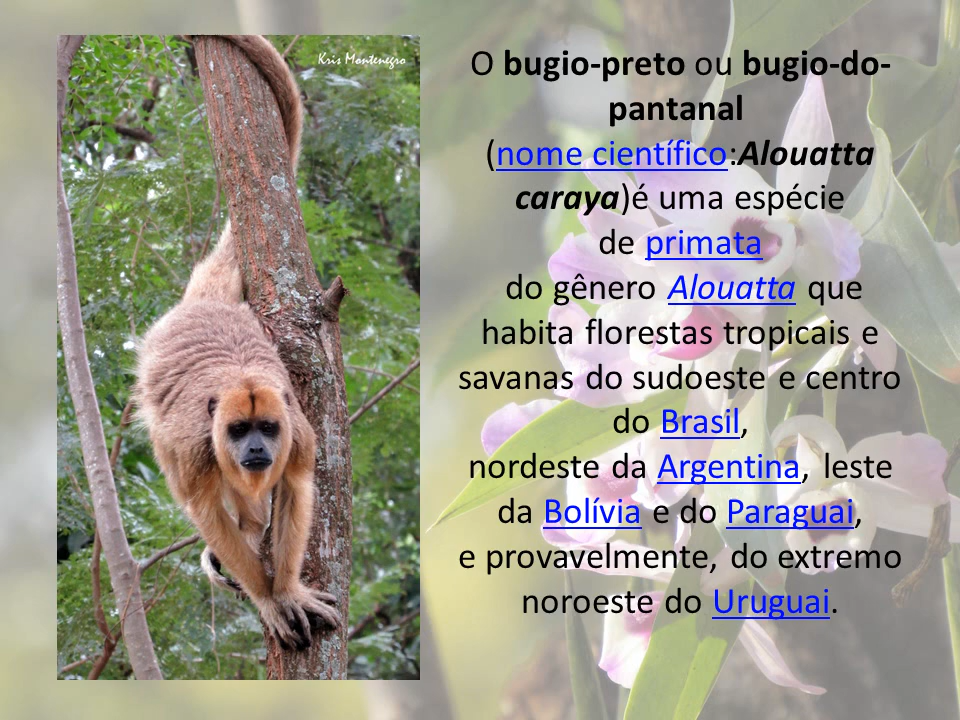 Kris Montenegro
O bugio-preto ou bugio-do-
pantanal
(nome científico:Alouatta
caraya)é uma espécie
de primata
do gênero Alouatta que
habita florestas tropicais e
savanas do sudoeste e centro
do Brasil,
nordeste da Argentina, leste
da Bolívia e do Paraguai,
e provavelmente, do extremo
noroeste do Uruguai.